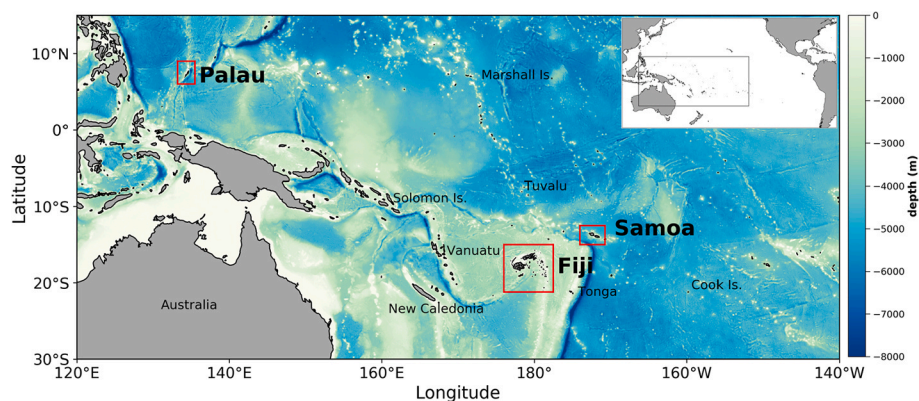 10°N
0°
10°S
20°S
30°S
Latitude
120°E
140°E
160°E
180°
160°W
140°W
Longitude
Palau
Marshall Is.
Solomon Is.
Tuvalu
Samoa
Vanuatu
Fiji
Tonga
Cook Is.
New Caledonia
Australia
0
−1000
−2000
−3000
−4000
−5000
−6000
−7000
−8000
depth (m)